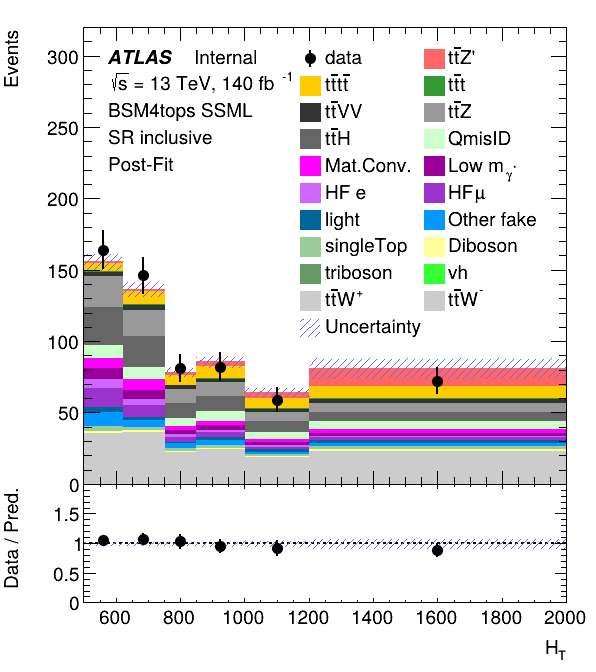 Events
ATLAS Internal
√s = 13 TeV, 140 fb⁻¹
BSM4tops SSML
SR inclusive
Post-Fit
data tt̄Z'
tt̄tt̄ tt̄t
tt̄VV tt̄Z
tt̄H QmisID
Mat.Conv. Low m_γ*
HF e HFμ
light Other fake
singleTop Diboson
triboson vh
tt̄W⁺ tt̄W⁻
Uncertainty
300
250
200
150
100
50
0
Data / Pred.
1.5
1
0.5
0
600 800 1000 1200 1400 1600 1800 2000
H_T